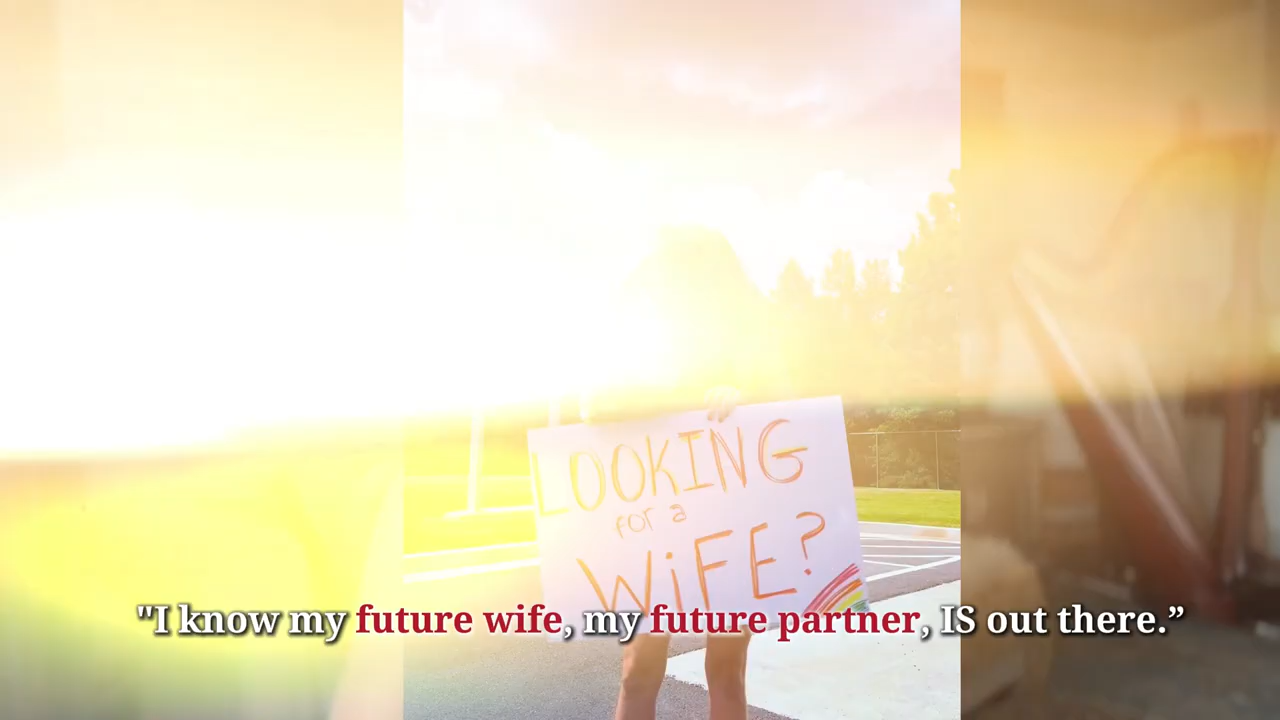 LOOKING
for a
WiFE?
"I know my future wife, my future partner, IS out there.”